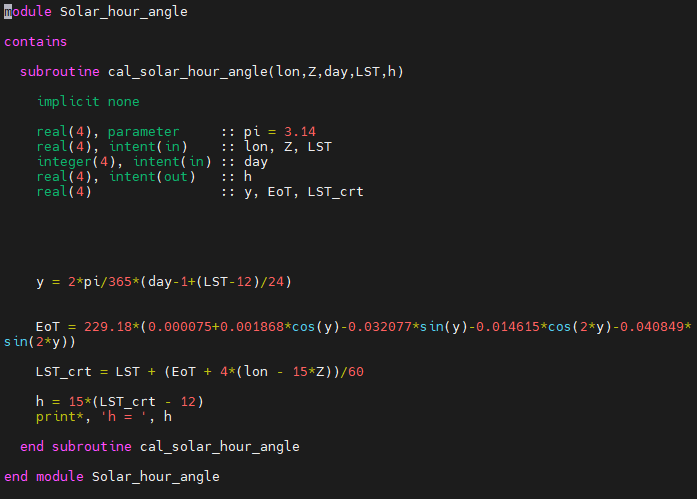 module Solar_hour_angle
contains
subroutine cal_solar_hour_angle(lon,Z,day,LST,h)
implicit none
real(4), parameter :: pi = 3.14
real(4), intent(in) :: lon, Z, LST
integer(4), intent(in) :: day
real(4), intent(out) :: h
real(4) :: y, EoT, LST_crt
y = 2*pi/365*(day-1+(LST-12)/24)
EoT = 229.18*(0.000075+0.001868*cos(y)-0.032077*sin(y)-0.014615*cos(2*y)-0.040849*
sin(2*y))
LST_crt = LST + (EoT + 4*(lon - 15*Z))/60
h = 15*(LST_crt - 12)
print*, 'h = ', h
end subroutine cal_solar_hour_angle
end module Solar_hour_angle